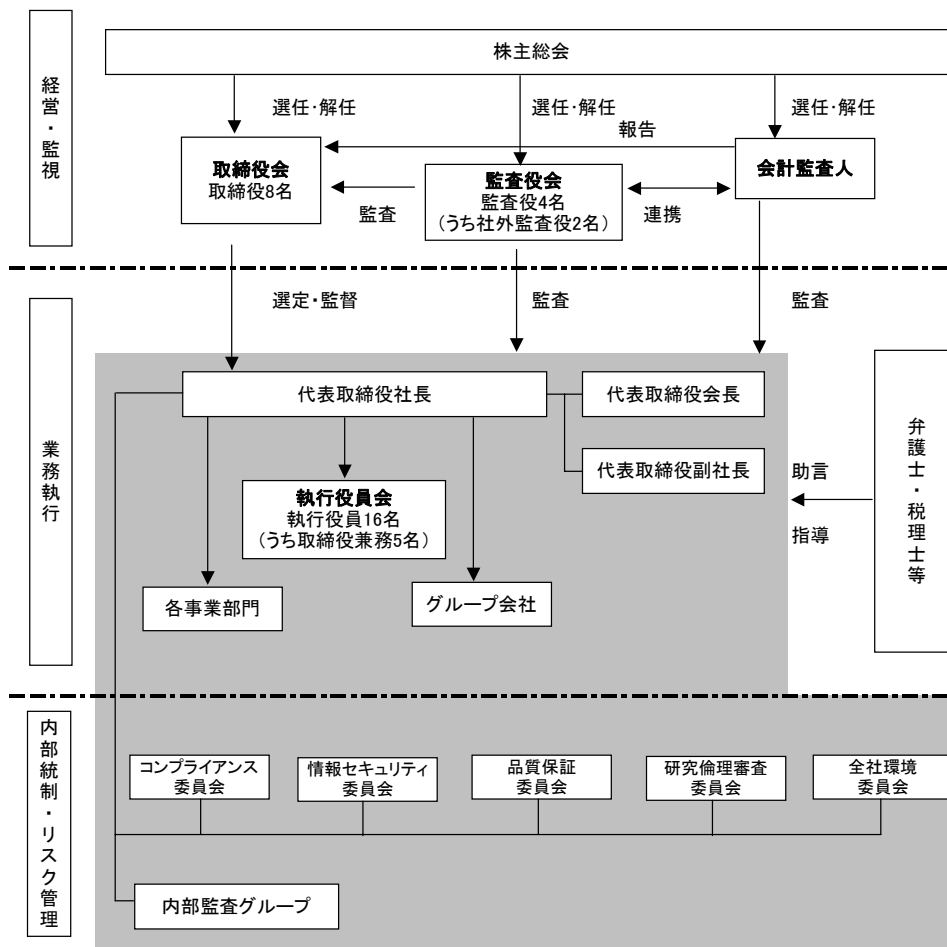 株主総会
経営・監視
選任・解任
選任・解任
選任・解任
報告
取締役会
取締役8名
監査役会
監査役4名
（うち社外監査役2名）
会計監査人
監査
連携
選定・監督
監査
監査
業務執行
代表取締役社長
代表取締役会長
代表取締役副社長
執行役員会
執行役員16名
（うち取締役兼務5名）
各事業部門
グループ会社
助言
指導
弁護士・税理士等
内部統制・リスク管理
コンプライアンス
委員会
情報セキュリティ
委員会
品質保証
委員会
研究倫理審査
委員会
全社環境
委員会
内部監査グループ